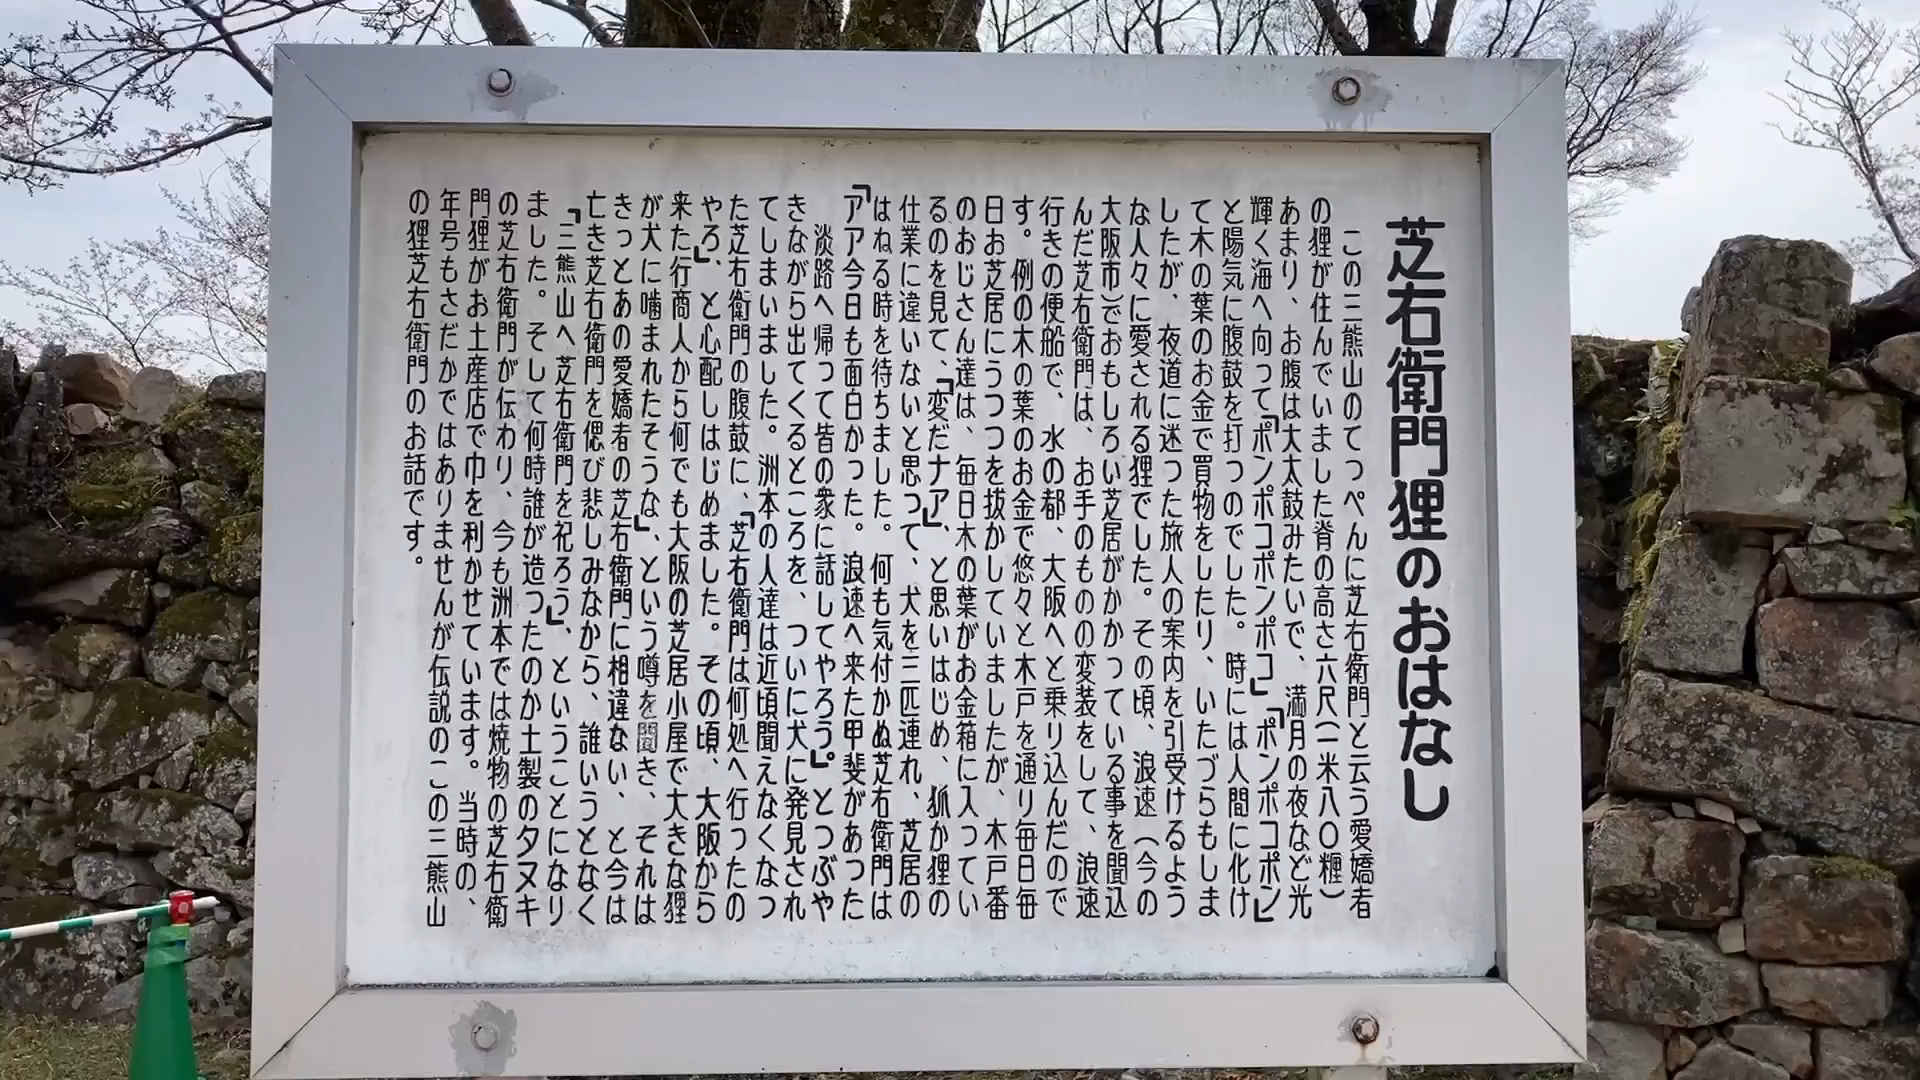 芝右衛門狸のおはなし
この三熊山のてっぺんに芝右衛門と云う愛嬌者
の狸が住んでいました脊の高さ六尺(一米八〇糎)
あまり、お腹は大太鼓みたいで、満月の夜など光
輝く海へ向って「ポンポコポンポコ」「ポンポコポン」
と陽気に腹鼓を打つのでした。時には人間に化け
て木の葉のお金で買物をしたり、いたづらもしま
したが、夜道に迷った旅人の案内を引受けるよう
な人々に愛される狸でした。その頃、浪速(今の
大阪市)でおもしろい芝居がかかっている事を聞込
んだ芝右衛門は、お手のものの変装をして、浪速
行きの便船で、水の都、大阪へと乗り込んだので
す。例の木の葉のお金で悠々と木戸を通り毎日毎
日お芝居にうつつを抜かしていましたが、木戸番
のおじさん達は、毎日木の葉がお金箱に入ってい
るのを見て、「変だナア」、と思いはじめ、狐か狸の
仕業に違いないと思って、犬を三匹連れ、芝居の
はねる時を待ちました。何も気付かぬ芝右衛門は
「アア今日も面白かった。浪速へ来た甲斐があった
淡路へ帰って皆の衆に話してやろう。」とつぶや
きながら出てくるところを、ついに犬に発見され
てしまいました。洲本の人達は近頃聞えなくなっ
た芝右衛門の腹鼓に、「芝右衛門は何処へ行ったの
やろ」、と心配しはじめました。その頃、大阪から
来た行商人から何でも大阪の芝居小屋で大きな狸
が犬に噛まれたそうな」、という噂を聞き、それは
きっとあの愛嬌者の芝右衛門に相違ない、と今は
亡き芝右衛門を偲び悲しみながら、誰いうとなく
「三熊山へ芝右衛門を祀ろう」、ということになり
ました。そして何時誰が造ったのか土製のタヌキ
の芝右衛門が伝わり、今も洲本では焼物の芝右衛
門狸がお土産店で巾を利かせています。当時の、
年号もさだかではありませんが伝説のこの三熊山
の狸芝右衛門のお話です。